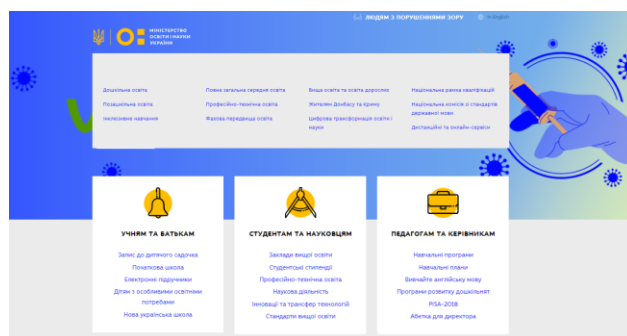 ЛЮДЯМ З ПОРУШЕННЯМИ ЗОРУ
In English
МІНІСТЕРСТВО
ОСВІТИ І НАУКИ
УКРАЇНИ
Дошкільна освіта
Повна загальна середня освіта
Вища освіта та освіта дорослих
Національна рамка кваліфікацій
Позашкільна освіта
Професійно-технічна освіта
Жителям Донбасу та Криму
Національна комісія зі стандартів
державної мови
Інклюзивне навчання
Фахова передвища освіта
Цифрова трансформація освіти і
науки
Дистанційні та онлайн-сервіси
УЧНЯМ ТА БАТЬКАМ
Запис до дитячого садочка
Початкова школа
Електронні підручники
Дітям з особливими освітніми
потребами
Нова українська школа
СТУДЕНТАМ ТА НАУКОВЦЯМ
Заклади вищої освіти
Студентські стипендії
Професійно-технічна освіта
Наукова діяльність
Інновації та трансфер технологій
Стандарти вищої освіти
ПЕДАГОГАМ ТА КЕРІВНИКАМ
Навчальні програми
Навчальні плани
Вивчайте англійську мову
Програми розвитку дошкільнят
PISA-2018
Абетка для директора